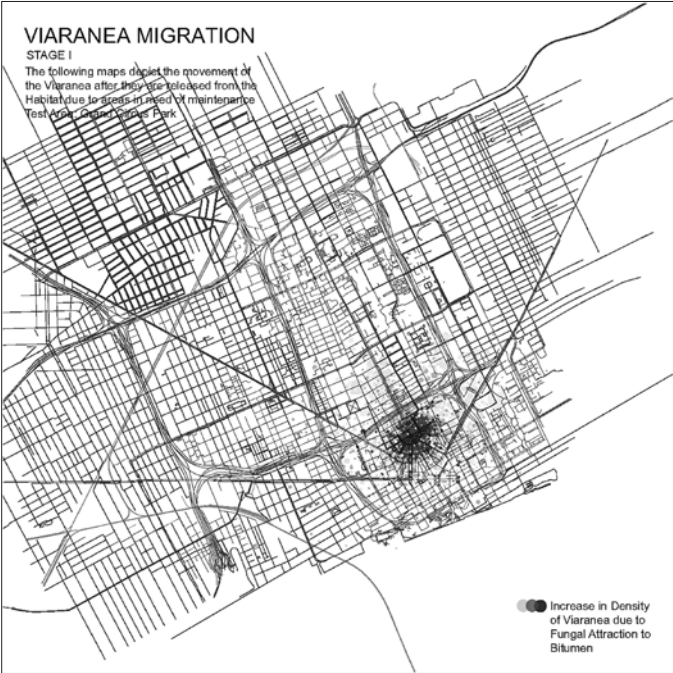 VIARANEA MIGRATION
STAGE I
The following maps depict the movement of
the Viaranea after they are released from the
Habitat due to areas in need of maintenance
Test Area: Grand Circus Park
Increase in Density
of Viaranea due to
Fungal Attraction to
Bitumen